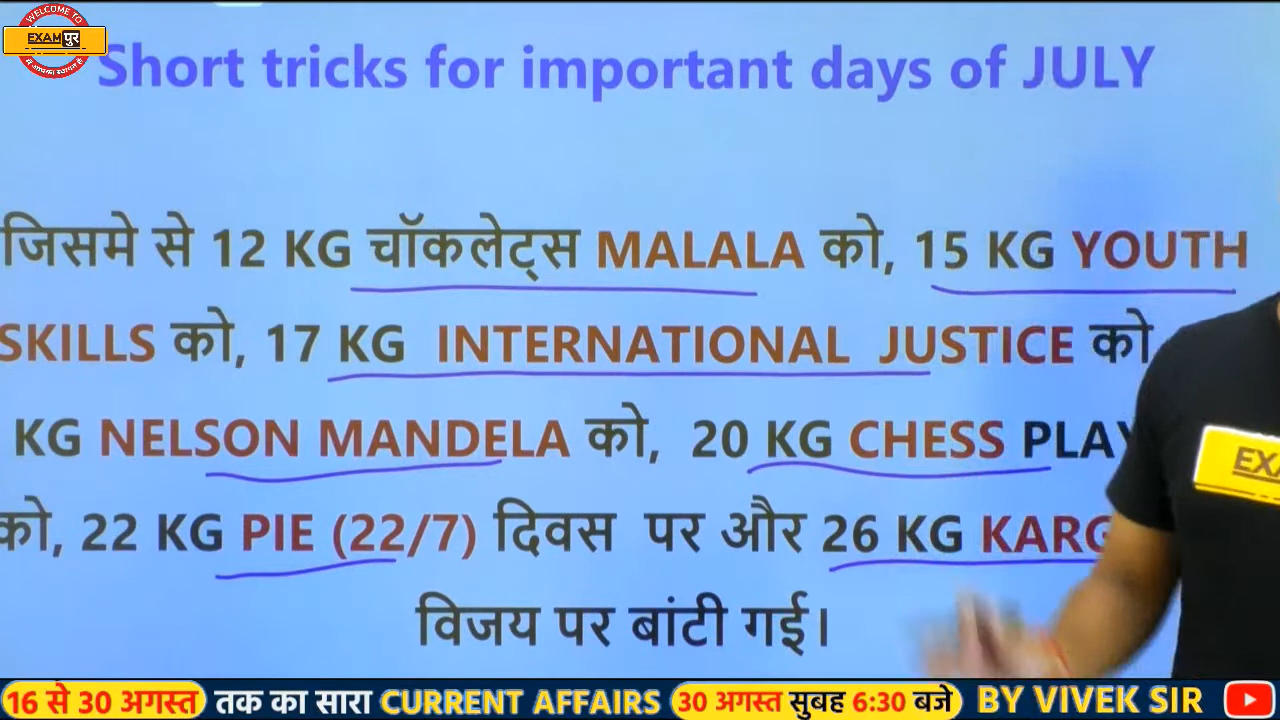 WELCOME TO
EXAMपुर
Short tricks for important days of JULY
जिसमे से 12 KG चॉकलेट्स MALALA को, 15 KG YOUTH
SKILLS को, 17 KG INTERNATIONAL JUSTICE को
KG NELSON MANDELA को, 20 KG CHESS PLAY
को, 22 KG PIE (22/7) दिवस पर और 26 KG KARG
विजय पर बांटी गई।
EXA
16 से 30 अगस्त तक का सारा CURRENT AFFAIRS 30 अगस्त सुबह 6:30 बजे BY VIVEK SIR